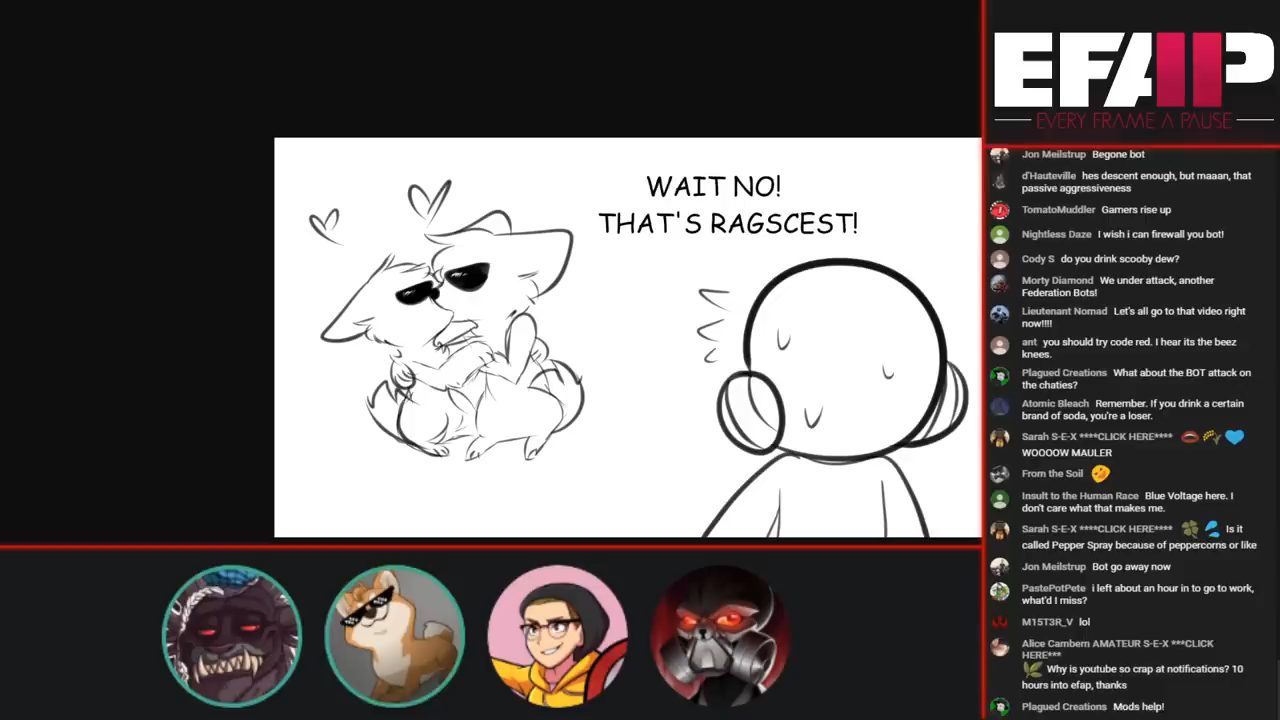 WAIT NO!
THAT'S RAGSCEST!
EFAP
EVERY FRAME A PAUSE
Jon Meilstrup Begone bot
d'Hauteville hes descent enough, but maaan, that
passive aggressiveness
TomatoMuddler Gamers rise up
Nightless Daze I wish i can firewall you bot!
Cody S do you drink scooby dew?
Morty Diamond We under attack, another
Federation Bots!
Lieutenant Nomad Let's all go to that video right
now!!!!
ant you should try code red. I hear its the beez
knees.
Plagued Creations What about the BOT attack on
the chaties?
Atomic Bleach Remember. If you drink a certain
brand of soda, you're a loser.
Sarah S-E-X ****CLICK HERE****
WOOOOW MAULER
From the Soil
Insult to the Human Race Blue Voltage here. I
don't care what that makes me.
Sarah S-E-X ****CLICK HERE**** Is it
called Pepper Spray because of peppercorns or like
Jon Meilstrup Bot go away now
PastePotPete i left about an hour in to go to work,
what'd I miss?
M15T3R_V lol
Alice Cambern AMATEUR S-E-X ***CLICK
HERE***
Why is youtube so crap at notifications? 10
hours into efap, thanks
Plagued Creations Mods help!